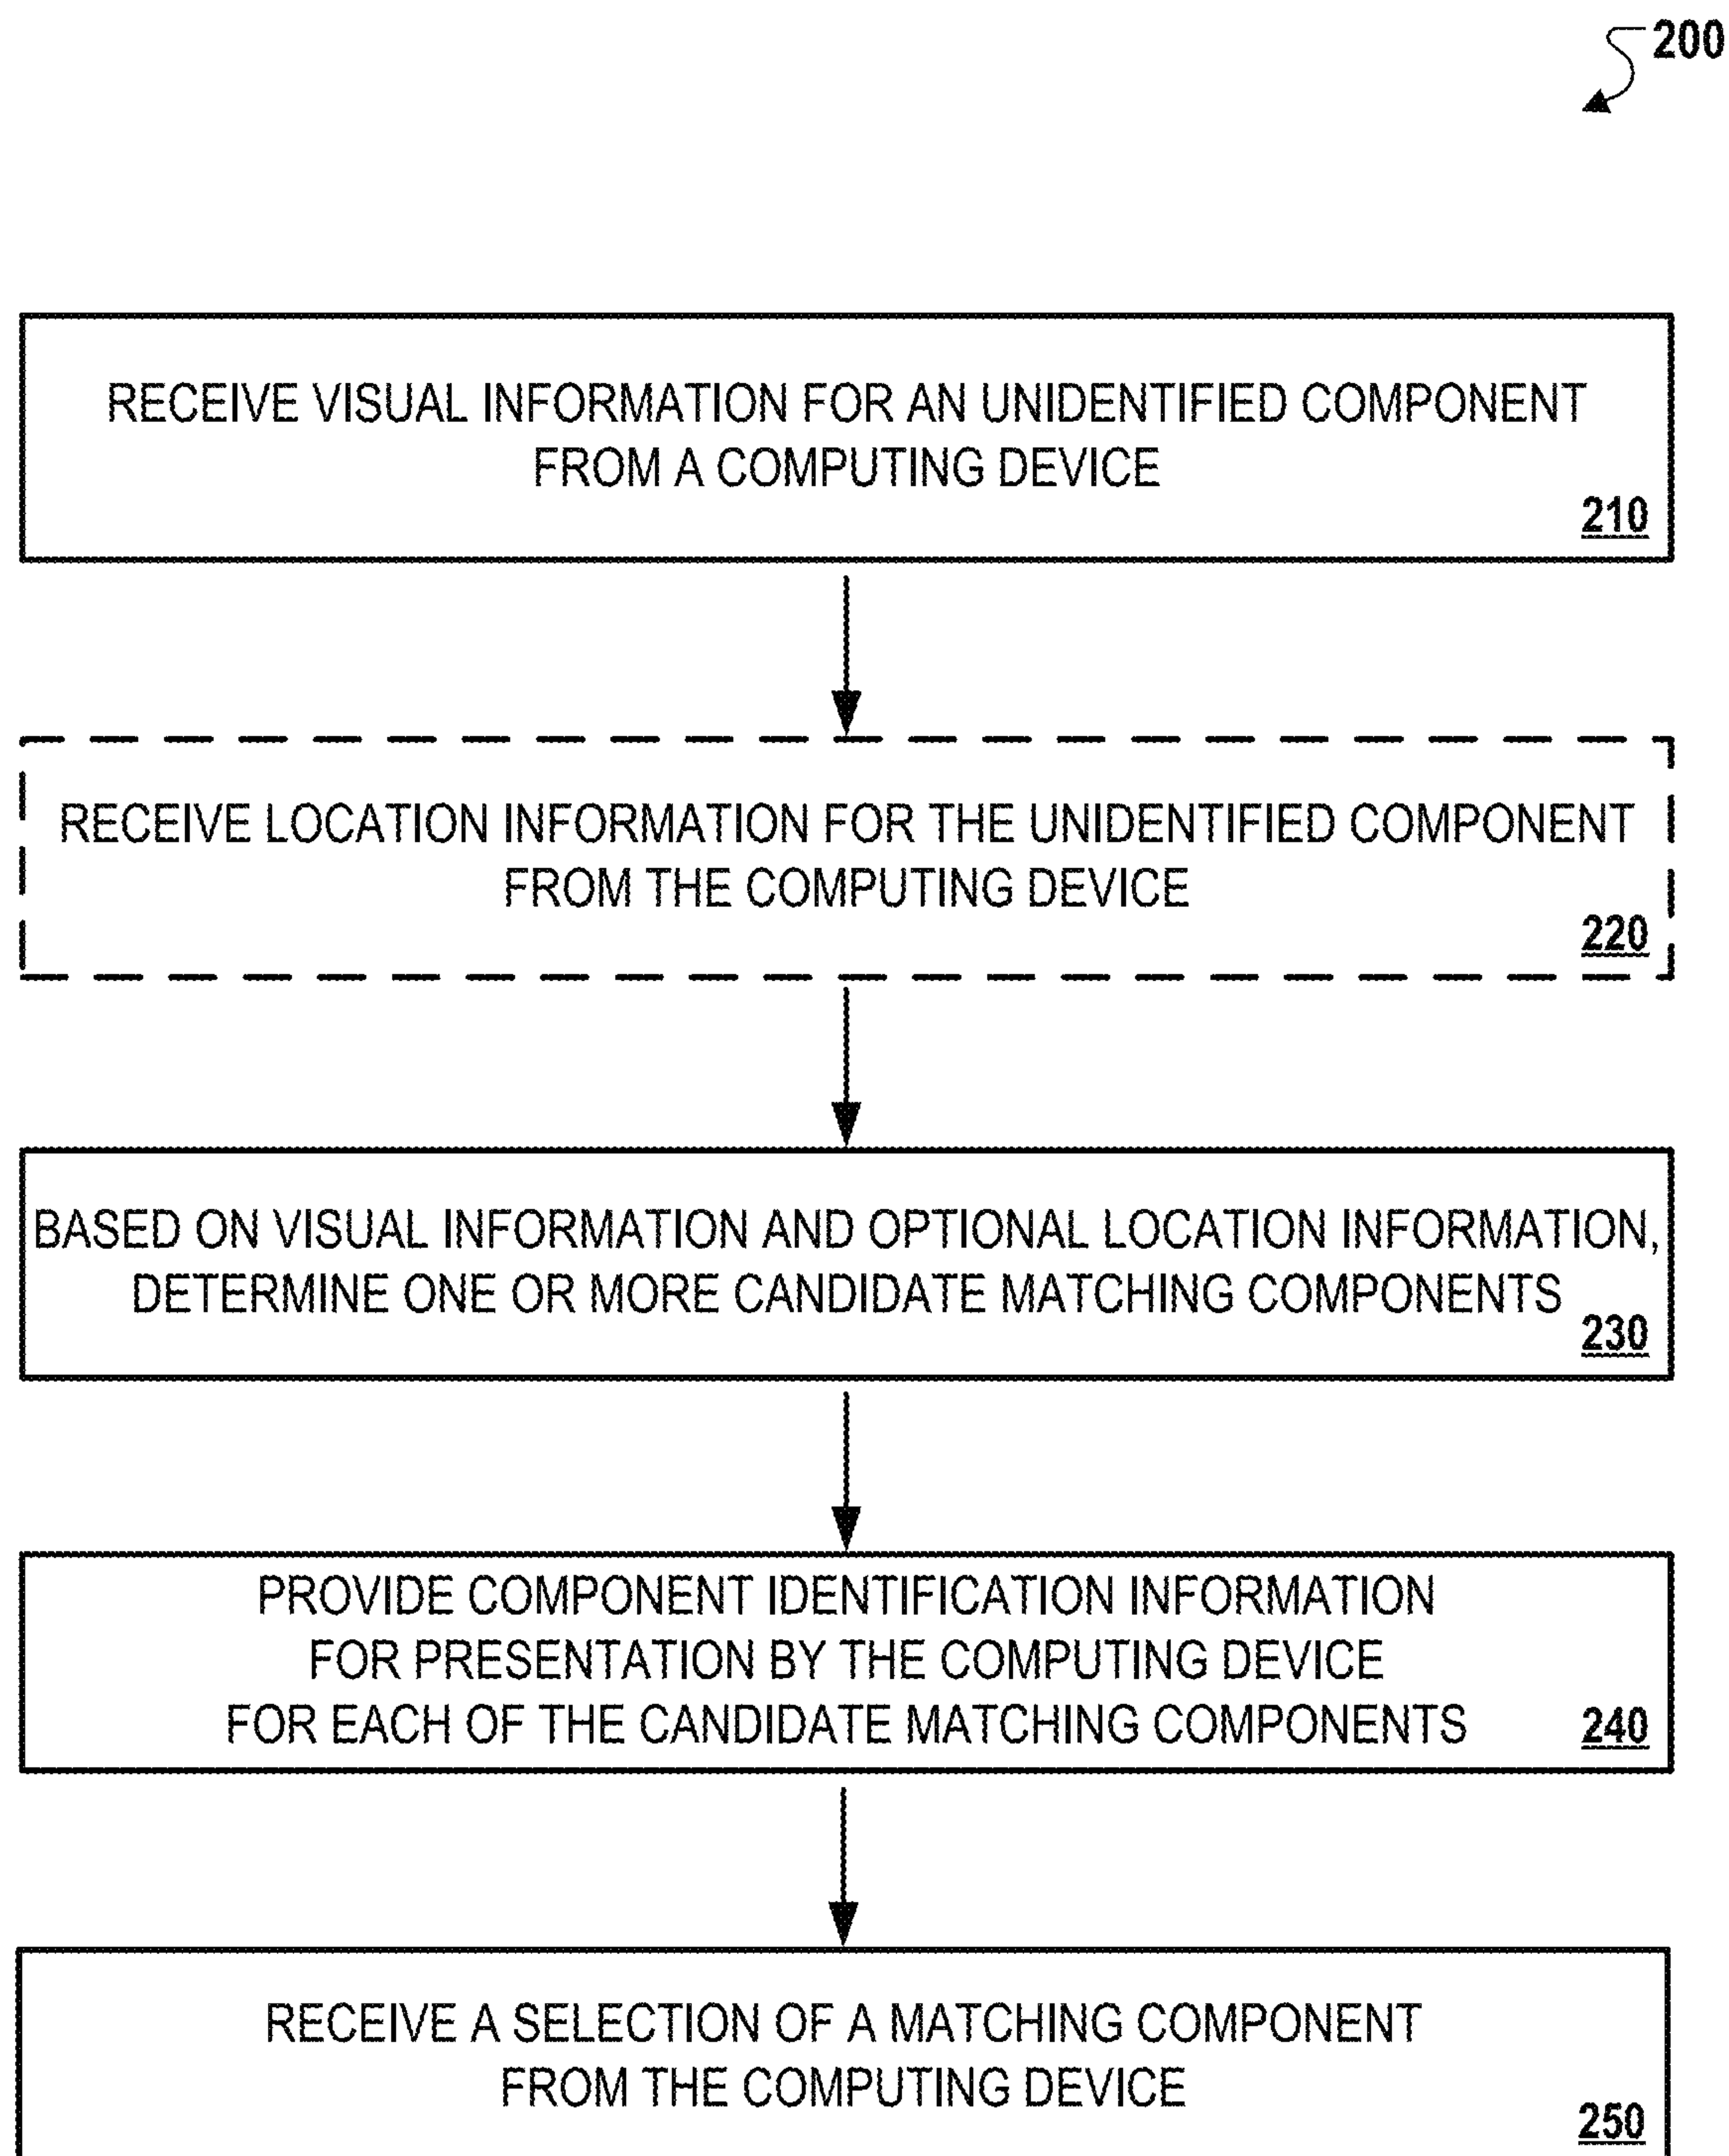 200
RECEIVE VISUAL INFORMATION FOR AN UNIDENTIFIED COMPONENT
FROM A COMPUTING DEVICE
210
RECEIVE LOCATION INFORMATION FOR THE UNIDENTIFIED COMPONENT
FROM THE COMPUTING DEVICE
220
BASED ON VISUAL INFORMATION AND OPTIONAL LOCATION INFORMATION,
DETERMINE ONE OR MORE CANDIDATE MATCHING COMPONENTS
230
PROVIDE COMPONENT IDENTIFICATION INFORMATION
FOR PRESENTATION BY THE COMPUTING DEVICE
FOR EACH OF THE CANDIDATE MATCHING COMPONENTS
240
RECEIVE A SELECTION OF A MATCHING COMPONENT
FROM THE COMPUTING DEVICE
250